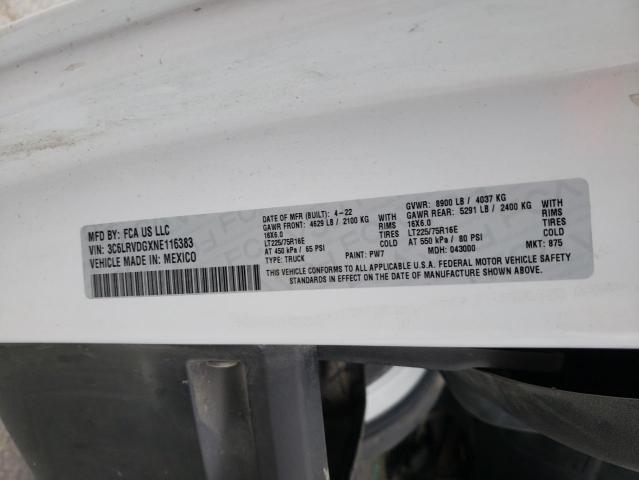 MFD BY: FCA US LLC
VIN: 3C6LRVDGXNE116383
VEHICLE MADE IN: MEXICO
DATE OF MFR (BUILT): 4-22
GAWR FRONT: 4629 LB / 2100 KG WITH
16X6.0 RIMS
LT225/75R16E TIRES
AT 450 kPa / 65 PSI COLD
TYPE: TRUCK PAINT: PW7
GVWR: 8900 LB / 4037 KG
GAWR REAR: 5291 LB / 2400 KG WITH
16X6.0 RIMS
LT225/75R16E TIRES
AT 550 kPa / 80 PSI COLD
MDH: 043000 MKT: 875
THIS VEHICLE CONFORMS TO ALL APPLICABLE U.S.A. FEDERAL MOTOR VEHICLE SAFETY
STANDARDS IN EFFECT ON THE DATE OF MANUFACTURE SHOWN ABOVE.